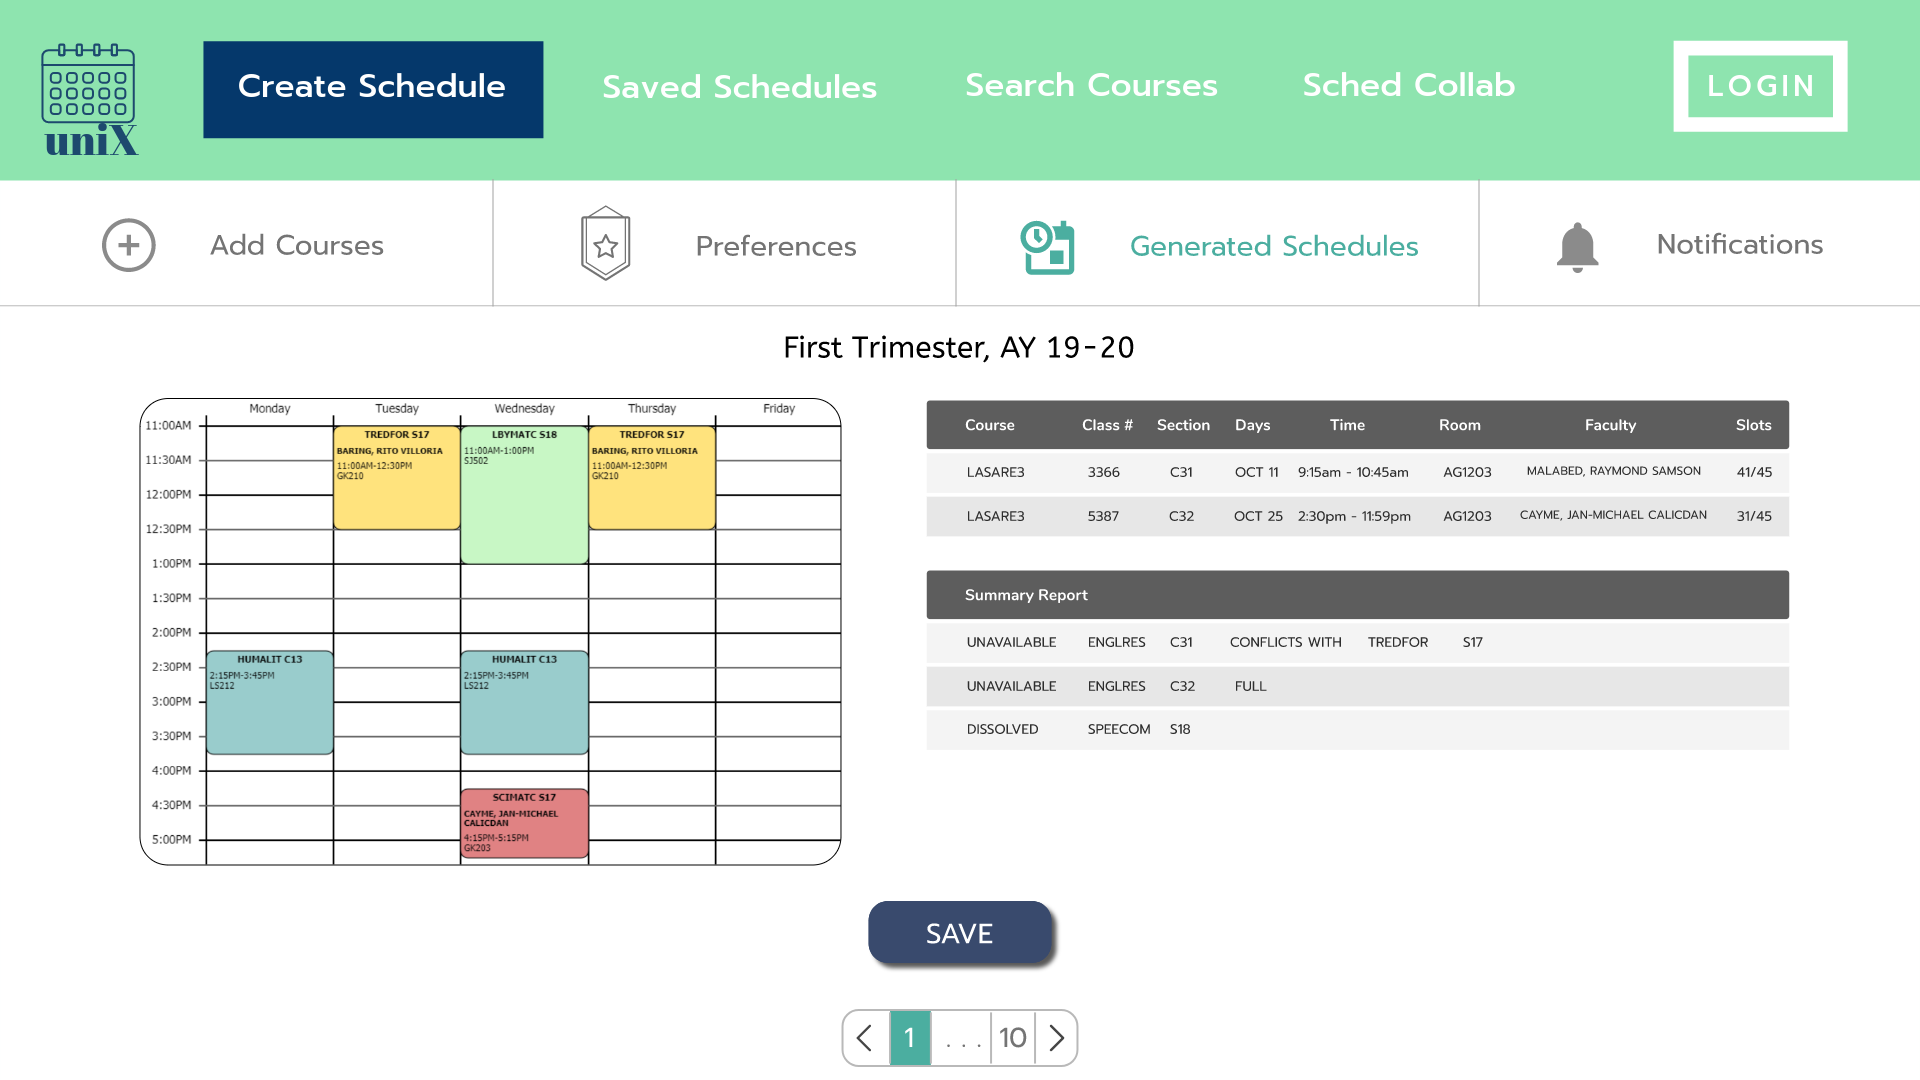 uniX
Create Schedule
Saved Schedules
Search Courses
Sched Collab
LOGIN
Add Courses
Preferences
Generated Schedules
Notifications
First Trimester, AY 19-20
Monday Tuesday Wednesday Thursday Friday
11:00AM
11:30AM
12:00PM
12:30PM
1:00PM
1:30PM
2:00PM
2:30PM
3:00PM
3:30PM
4:00PM
4:30PM
5:00PM
HUMALIT C13
2:15PM-3:45PM
LS212
TREDFOR S17
BARING, RITO VILLORIA
11:00AM-12:30PM
GK210
LBYMATC S18
11:00AM-1:00PM
SJ502
HUMALIT C13
2:15PM-3:45PM
LS212
SCIMATC S17
CAYME, JAN-MICHAEL
CALICDAN
4:15PM-5:15PM
GK203
TREDFOR S17
BARING, RITO VILLORIA
11:00AM-12:30PM
GK210
Course Class # Section Days Time Room Faculty Slots
LASARE3 3366 C31 OCT 11 9:15am - 10:45am AG1203 MALABED, RAYMOND SAMSON 41/45
LASARE3 5387 C32 OCT 25 2:30pm - 11:59pm AG1203 CAYME, JAN-MICHAEL CALICDAN 31/45
Summary Report
UNAVAILABLE ENGLRES C31 CONFLICTS WITH TREDFOR S17
UNAVAILABLE ENGLRES C32 FULL
DISSOLVED SPEECOM S18
SAVE
1 . . . 10